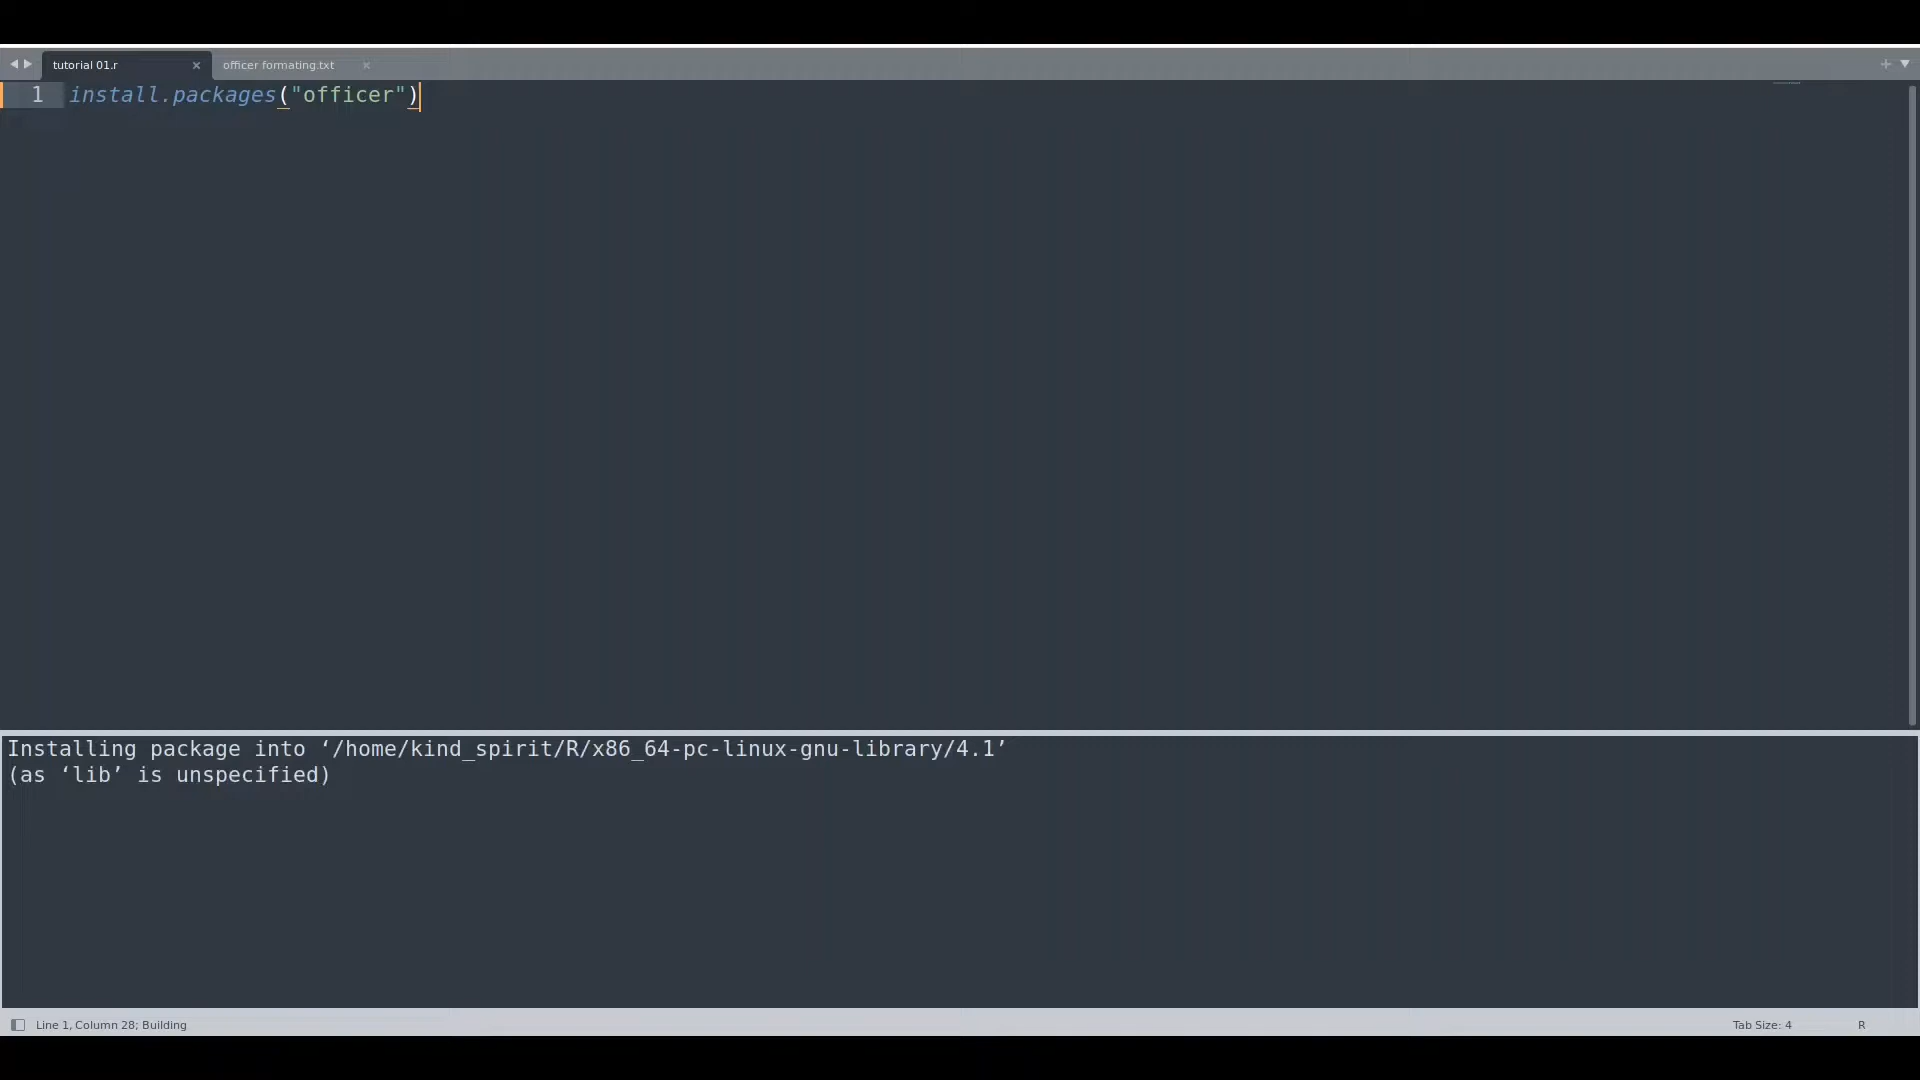 tutorial 01.r
officer formating.txt
1 install.packages("officer")
Installing package into ‘/home/kind_spirit/R/x86_64-pc-linux-gnu-library/4.1’
(as ‘lib’ is unspecified)
Line 1, Column 28; Building
Tab Size: 4
R